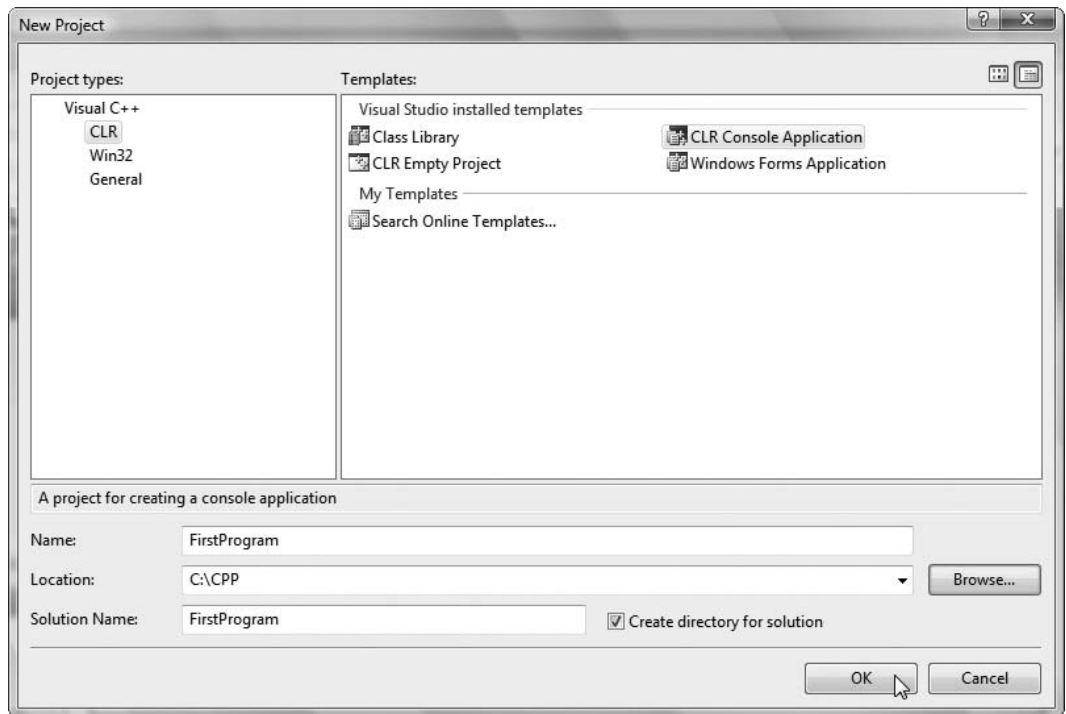 New Project
Project types:
Templates:
Visual C++
CLR
Win32
General
Visual Studio installed templates
Class Library
CLR Console Application
CLR Empty Project
Windows Forms Application
My Templates
Search Online Templates...
A project for creating a console application
Name:
FirstProgram
Location:
C:\CPP
Browse...
Solution Name:
FirstProgram
Create directory for solution
OK
Cancel